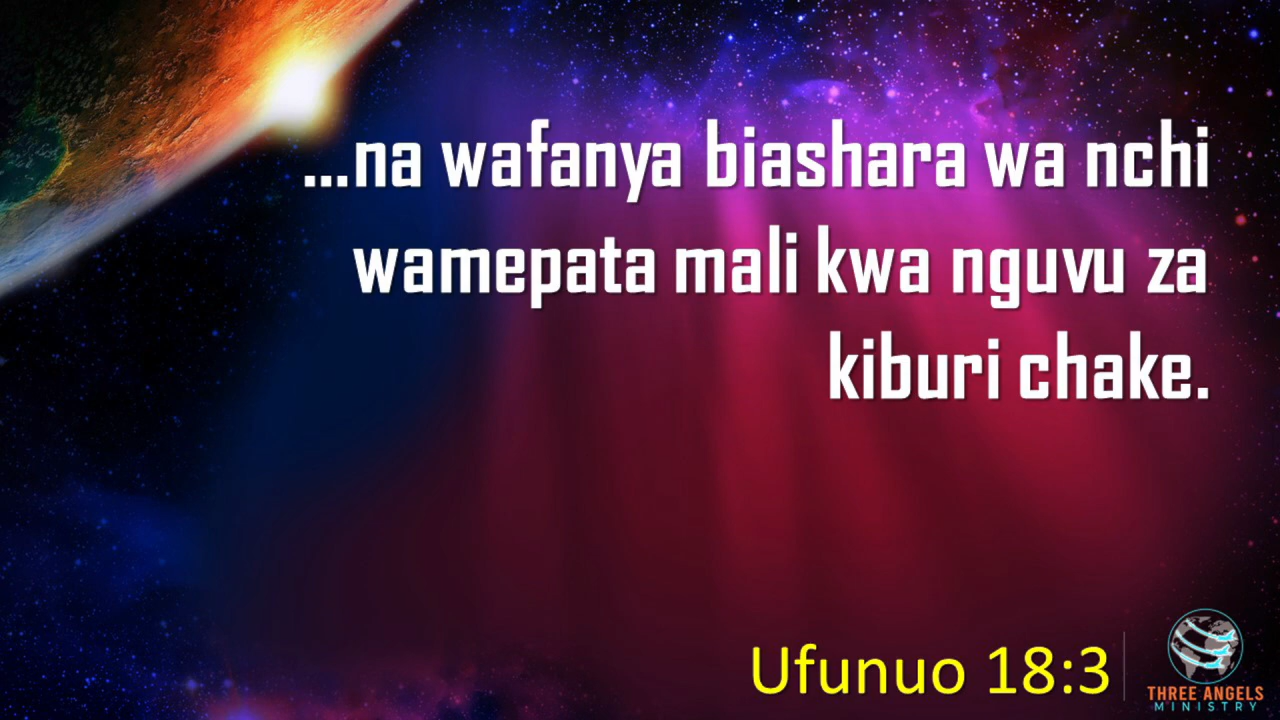 ...na wafanya biashara wa nchi
wamepata mali kwa nguvu za
kiburi chake.
Ufunuo 18:3
THREE ANGELS
MINISTRY